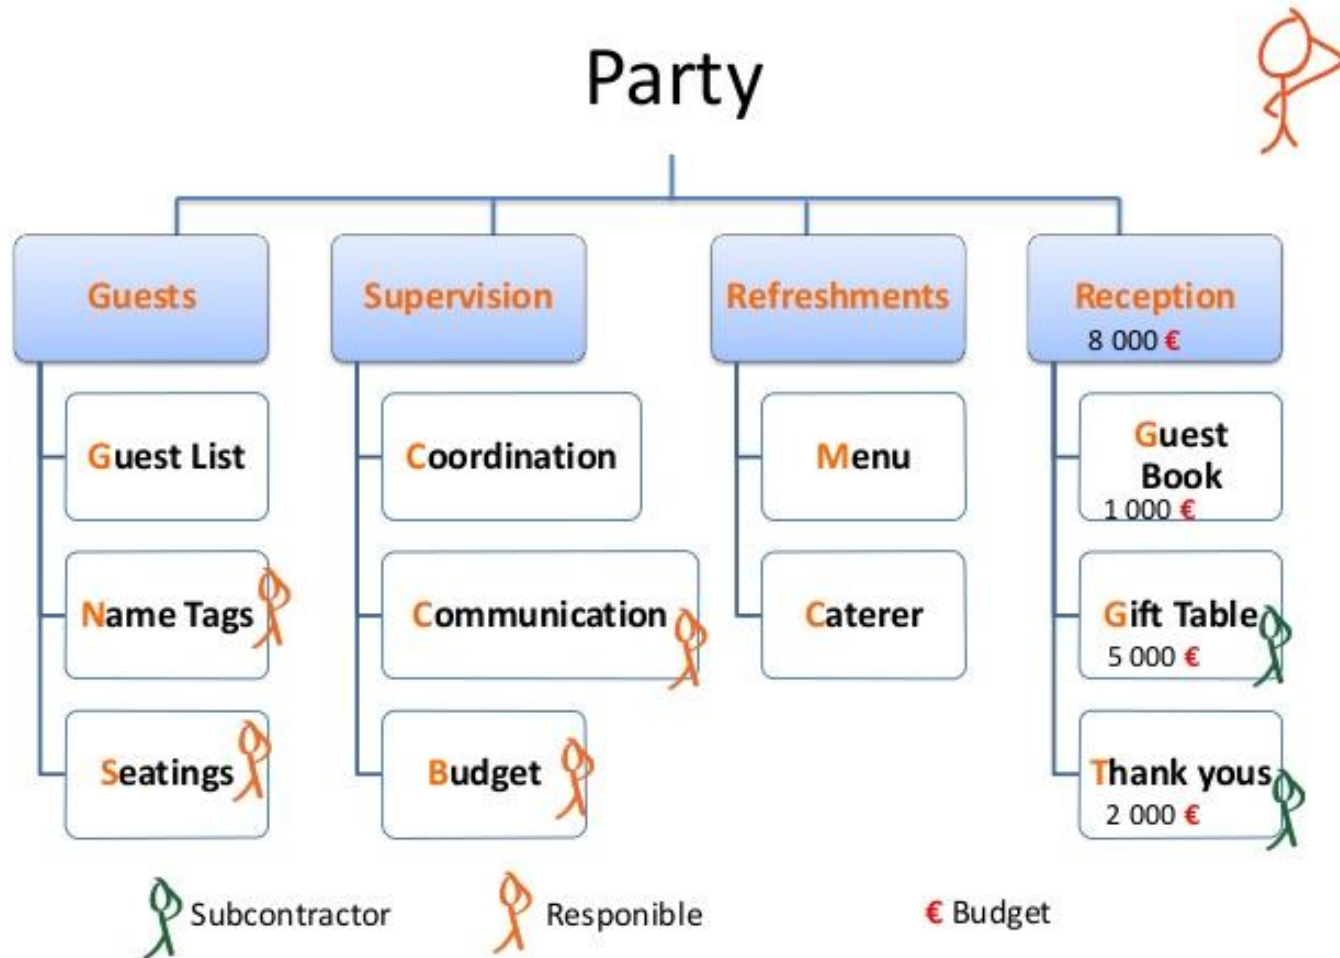 Party
Guests
Supervision
Refreshments
Reception
8 000 €
Guest List
Coordination
Menu
Guest
Book
1 000 €
Name Tags
Communication
Caterer
Gift Table
5 000 €
Seatings
Budget
Thank yous
2 000 €
Subcontractor
Responible
€ Budget